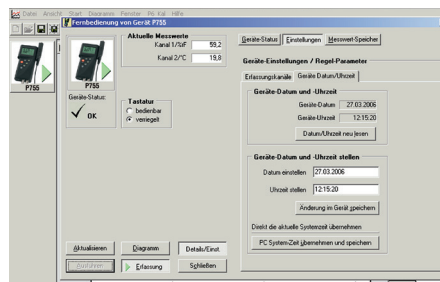 Datei Ansicht Start Diagramm Fenster PC Kal Hilfe
Fernbedienung von Gerät P755
P755
Aktuelle Messwerte
Kanal 1/%rF 59,2
Kanal 2/°C 19,8
P755
Geräte-Status:
OK
Tastatur
bedienbar
verriegelt
Geräte-Status Einstellungen Messwert-Speicher
Geräte-Einstellungen / Regel-Parameter
Erfassungskanäle Geräte Datum/Uhrzeit
Geräte-Datum und -Uhrzeit
Geräte-Datum 27.03.2006
Geräte-Uhrzeit 12:15:20
Datum/Uhrzeit neu lesen
Geräte-Datum und -Uhrzeit stellen
Datum einstellen 27.03.2006
Uhrzeit stellen 12:15:20
Änderung im Gerät speichern
Direkt die aktuelle Systemzeit übernehmen
PC System-Zeit übernehmen und speichern
Aktualisieren Diagramm Details/Einst.
Ausführen Erfassung Schließen